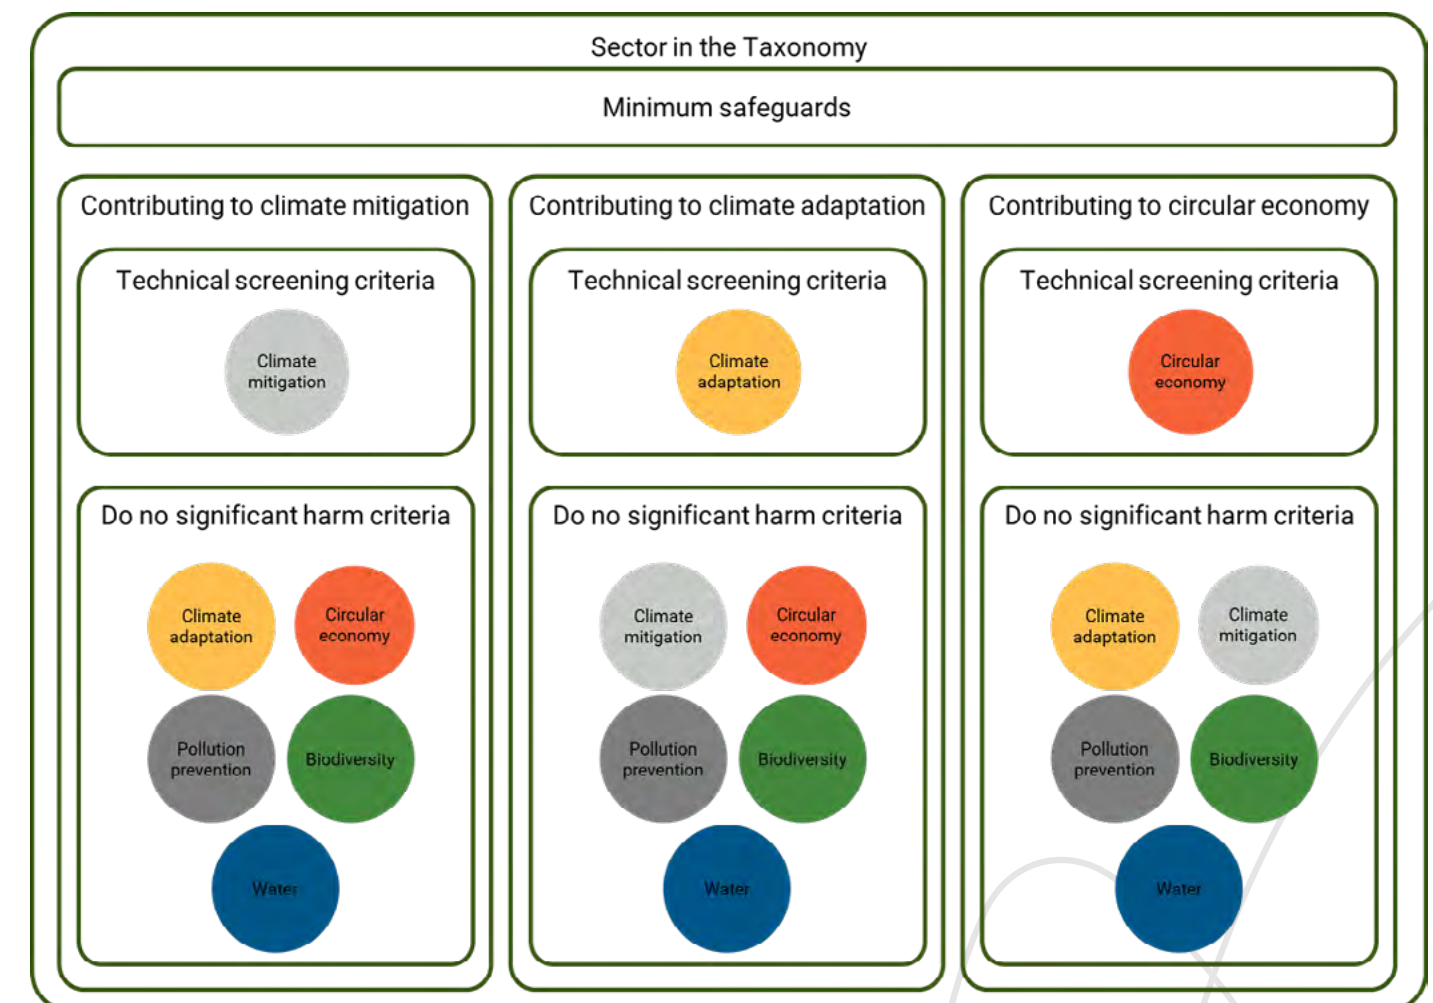 Sector in the Taxonomy
Minimum safeguards
Contributing to climate mitigation
Technical screening criteria
Climate
mitigation
Do no significant harm criteria
Climate
adaptation
Circular
economy
Pollution
prevention
Biodiversity
Water
Contributing to climate adaptation
Technical screening criteria
Climate
adaptation
Do no significant harm criteria
Climate
mitigation
Circular
economy
Pollution
prevention
Biodiversity
Water
Contributing to circular economy
Technical screening criteria
Circular
economy
Do no significant harm criteria
Climate
adaptation
Climate
mitigation
Pollution
prevention
Biodiversity
Water